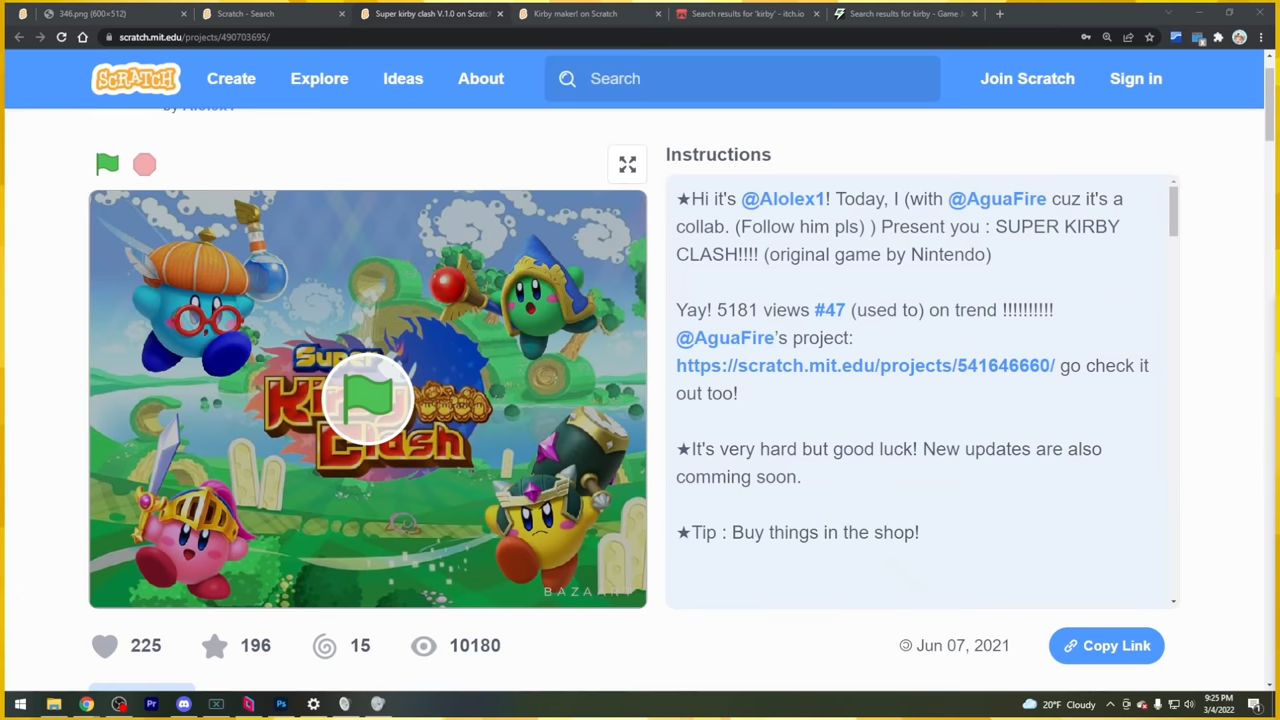 346.png (600×512)
Scratch - Search
Super kirby clash V.1.0 on Scratc
Kirby maker! on Scratch
Search results for 'kirby' - itch.io
Search results for kirby - Game J
scratch.mit.edu/projects/490703695/
SCRATCH
Create
Explore
Ideas
About
Search
Join Scratch
Sign in
by Alolex1
Instructions
★Hi it's @Alolex1! Today, I (with @AguaFire cuz it's a
collab. (Follow him pls) ) Present you : SUPER KIRBY
CLASH!!!! (original game by Nintendo)
Yay! 5181 views #47 (used to) on trend !!!!!!!!!!
@AguaFire's project:
https://scratch.mit.edu/projects/541646660/ go check it
out too!
★It's very hard but good luck! New updates are also
comming soon.
★Tip : Buy things in the shop!
Super
Kirby
Clash
BAZAART
225
196
15
10180
Jun 07, 2021
Copy Link
20°F Cloudy
9:25 PM
3/4/2022
1